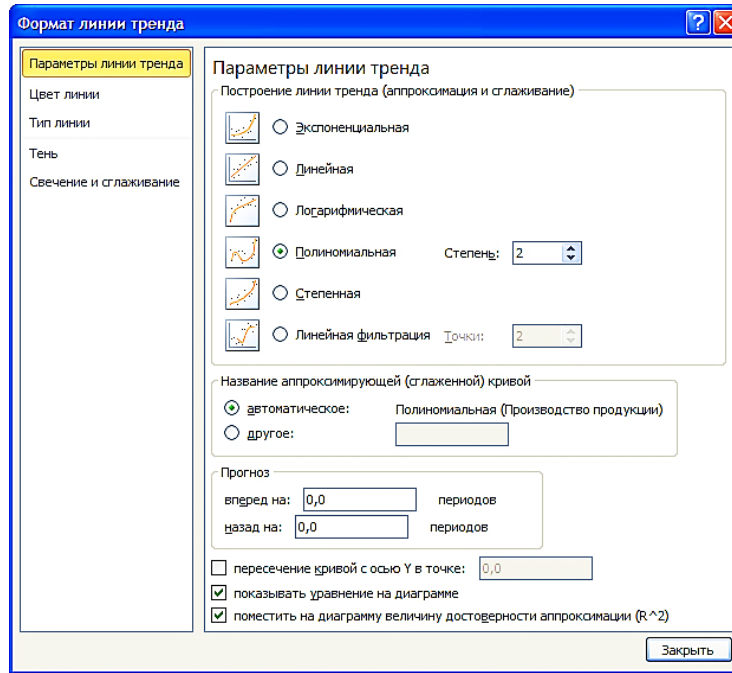 Формат линии тренда
Параметры линии тренда
Цвет линии
Тип линии
Тень
Свечение и сглаживание
Параметры линии тренда
Построение линии тренда (аппроксимация и сглаживание)
Экспоненциальная
Линейная
Логарифмическая
Полиномиальная Степень: 2
Степенная
Линейная фильтрация Точки: 2
Название аппроксимирующей (сглаженной) кривой
автоматическое: Полиномиальная (Производство продукции)
другое:
Прогноз
вперед на: 0,0 периодов
назад на: 0,0 периодов
пересечение кривой с осью Y в точке: 0,0
показывать уравнение на диаграмме
поместить на диаграмму величину достоверности аппроксимации (R^2)
Закрыть